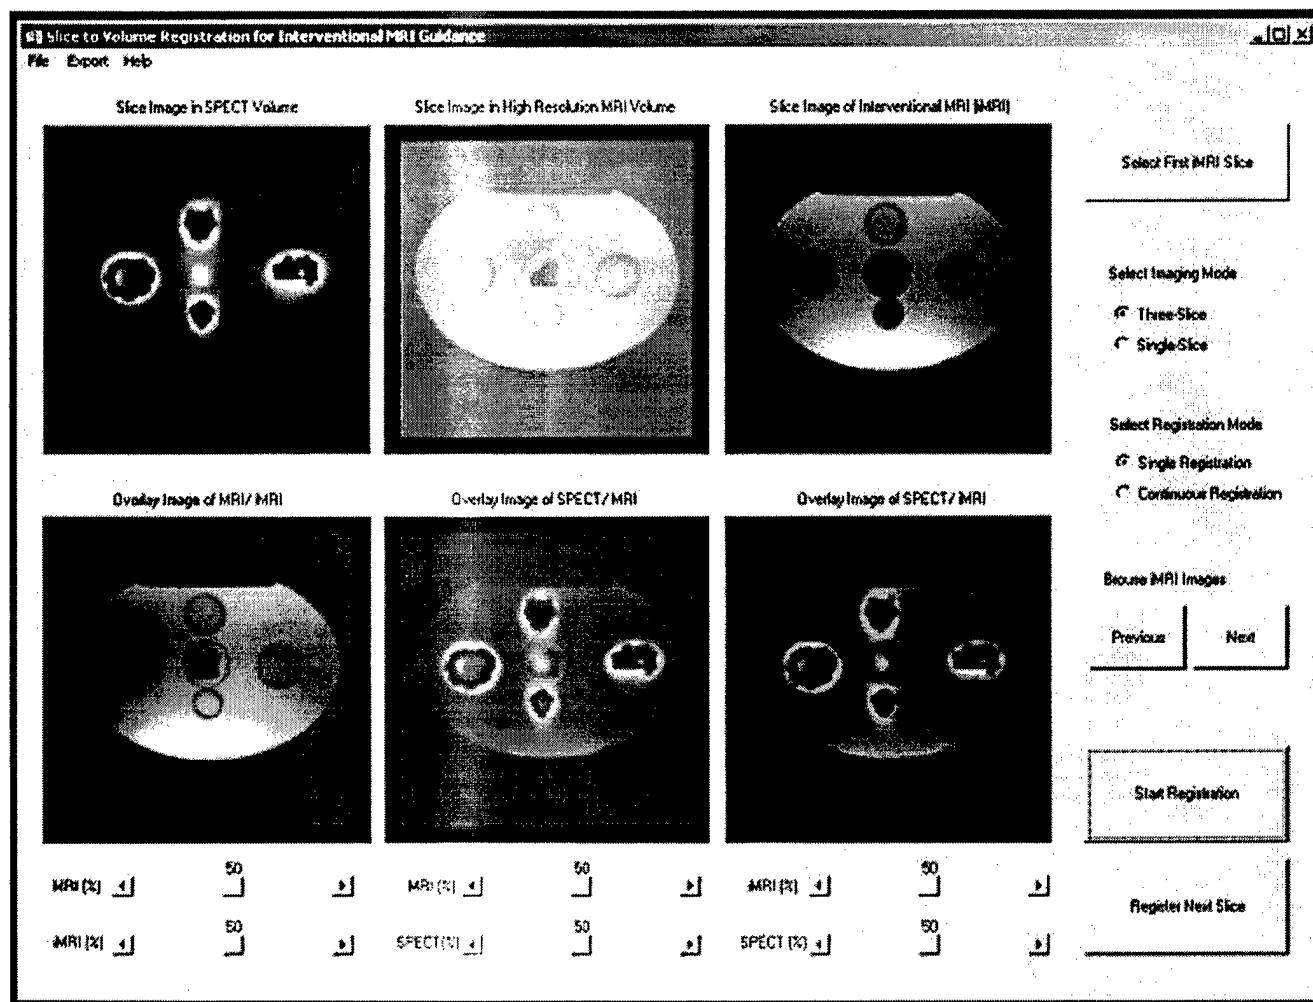 Slice to Volume Registration for Interventional MRI Guidance
File Export Help
Slice Image in SPECT Volume
Slice Image in High Resolution MRI Volume
Slice Image of Interventional MRI (iMRI)
Select First iMRI Slice
Select Imaging Mode
Three-Slice
Single-Slice
Select Registration Mode
Single Registration
Continuous Registration
Overlay Image of MRI/ iMRI
Overlay Image of SPECT/ MRI
Overlay Image of SPECT/ iMRI
Browse iMRI Images
Previous Next
Start Registration
Register Next Slice
MRI (%) 50
MRI (%) 50
iMRI (%) 50
iMRI (%) 50
SPECT (%) 50
SPECT (%) 50